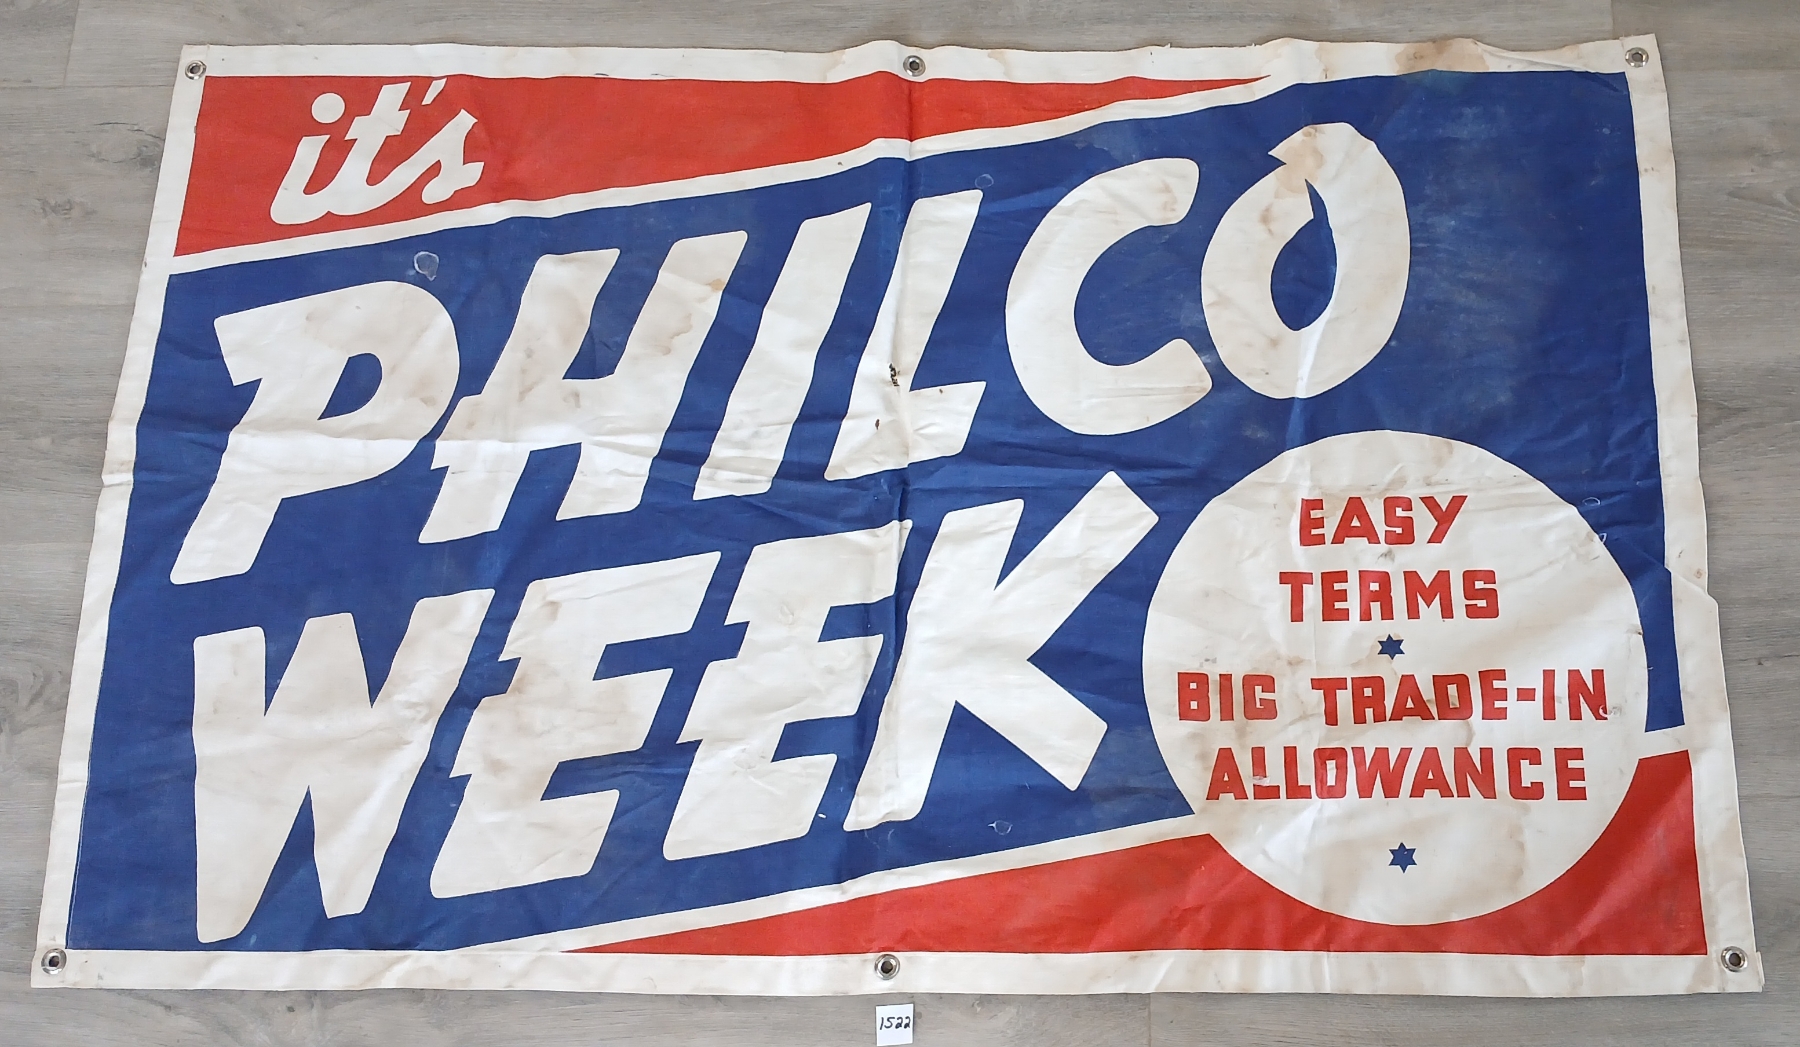 it's
PHILCO
WEEK
EASY
TERMS
BIG TRADE-IN
ALLOWANCE
1522